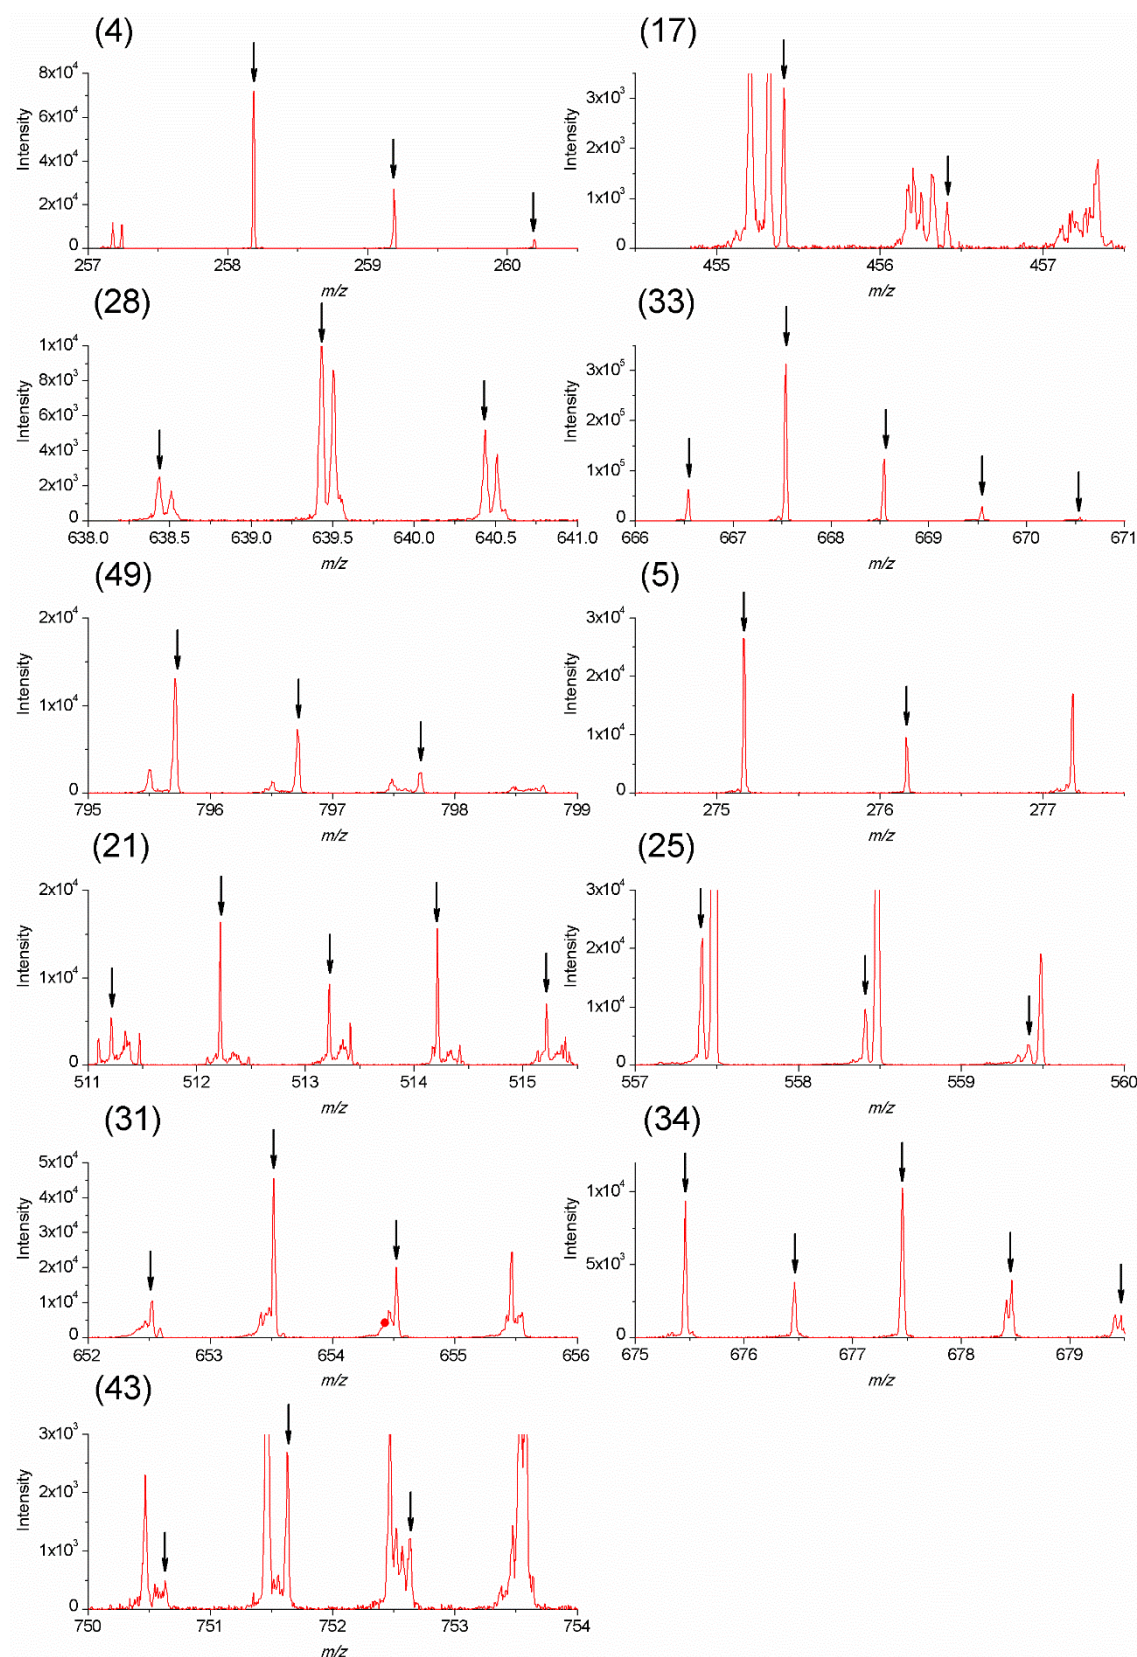 (4)
8x10⁴
6x10⁴
4x10⁴
2x10⁴
0
Intensity
257 258 259 260
m/z
(17)
3x10³
2x10³
1x10³
0
Intensity
455 456 457
m/z
(28)
1x10⁴
8x10³
6x10³
4x10³
2x10³
0
Intensity
638.0 638.5 639.0 639.5 640.0 640.5 641.0
m/z
(33)
3x10⁵
2x10⁵
1x10⁵
0
Intensity
666 667 668 669 670 671
m/z
(49)
2x10⁴
1x10⁴
0
Intensity
795 796 797 798 799
m/z
(5)
3x10⁴
2x10⁴
1x10⁴
0
Intensity
275 276 277
m/z
(21)
2x10⁴
1x10⁴
0
Intensity
511 512 513 514 515
m/z
(25)
3x10⁴
2x10⁴
1x10⁴
0
Intensity
557 558 559 560
m/z
(31)
5x10⁴
4x10⁴
3x10⁴
2x10⁴
1x10⁴
0
Intensity
652 653 654 655 656
m/z
(34)
1x10⁴
5x10³
0
Intensity
675 676 677 678 679
m/z
(43)
3x10³
2x10³
1x10³
0
Intensity
750 751 752 753 754
m/z